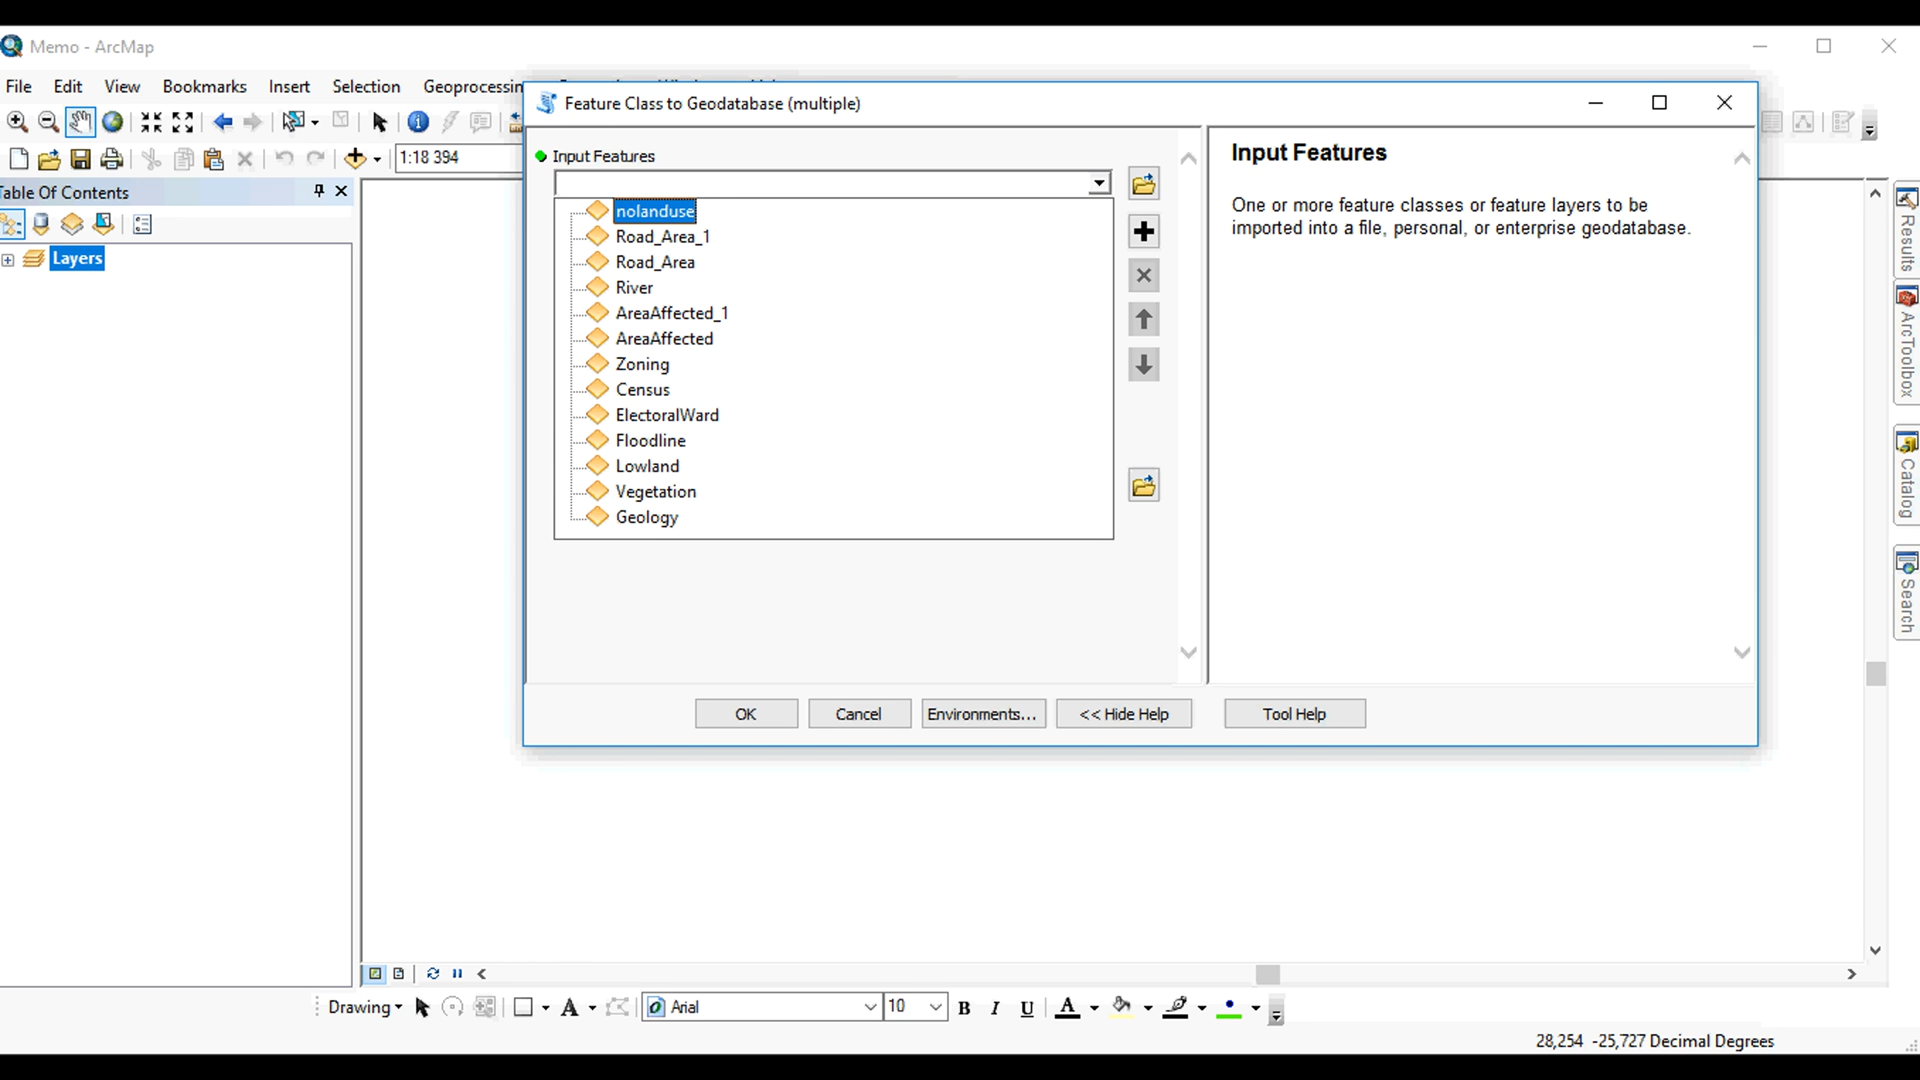 Memo - ArcMap
File Edit View Bookmarks Insert Selection Geoprocessin
Feature Class to Geodatabase (multiple)
1:18 394
Table Of Contents
Layers
Input Features
nolanduse
Road_Area_1
Road_Area
River
AreaAffected_1
AreaAffected
Zoning
Census
ElectoralWard
Floodline
Lowland
Vegetation
Geology
OK Cancel Environments... << Hide Help Tool Help
Input Features
One or more feature classes or feature layers to be
imported into a file, personal, or enterprise geodatabase.
Results
ArcToolbox
Catalog
Search
Drawing A Arial 10 B I U A
28,254 -25,727 Decimal Degrees